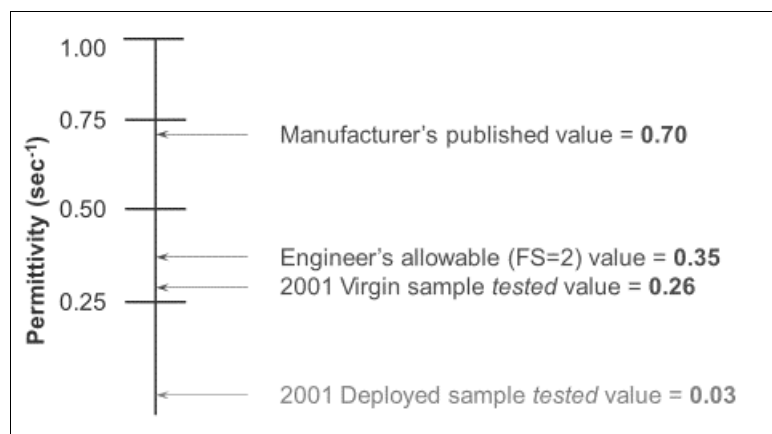 Permittivity (sec-1)
1.00
0.75
Manufacturer's published value = 0.70
0.50
Engineer's allowable (FS=2) value = 0.35
2001 Virgin sample tested value = 0.26
0.25
2001 Deployed sample tested value = 0.03